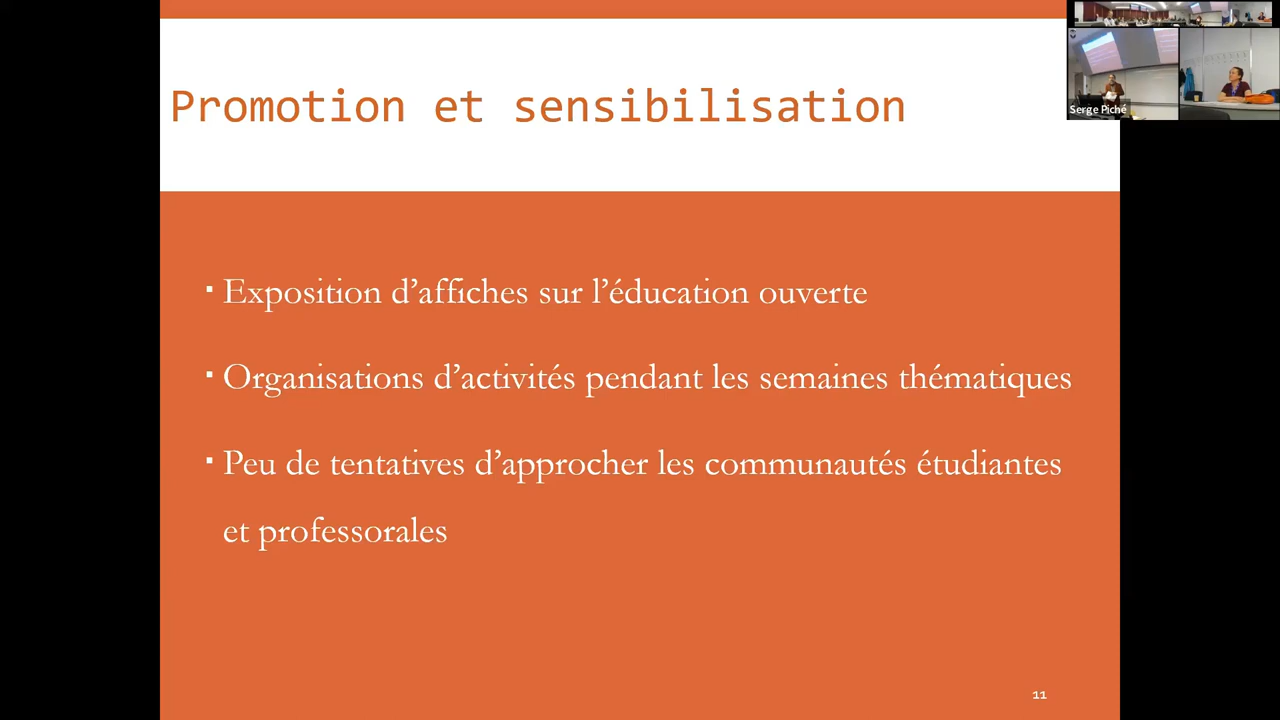 Promotion et sensibilisation
Serge Piché
▪ Exposition d’affiches sur l’éducation ouverte
▪ Organisations d’activités pendant les semaines thématiques
▪ Peu de tentatives d’approcher les communautés étudiantes
et professorales
11